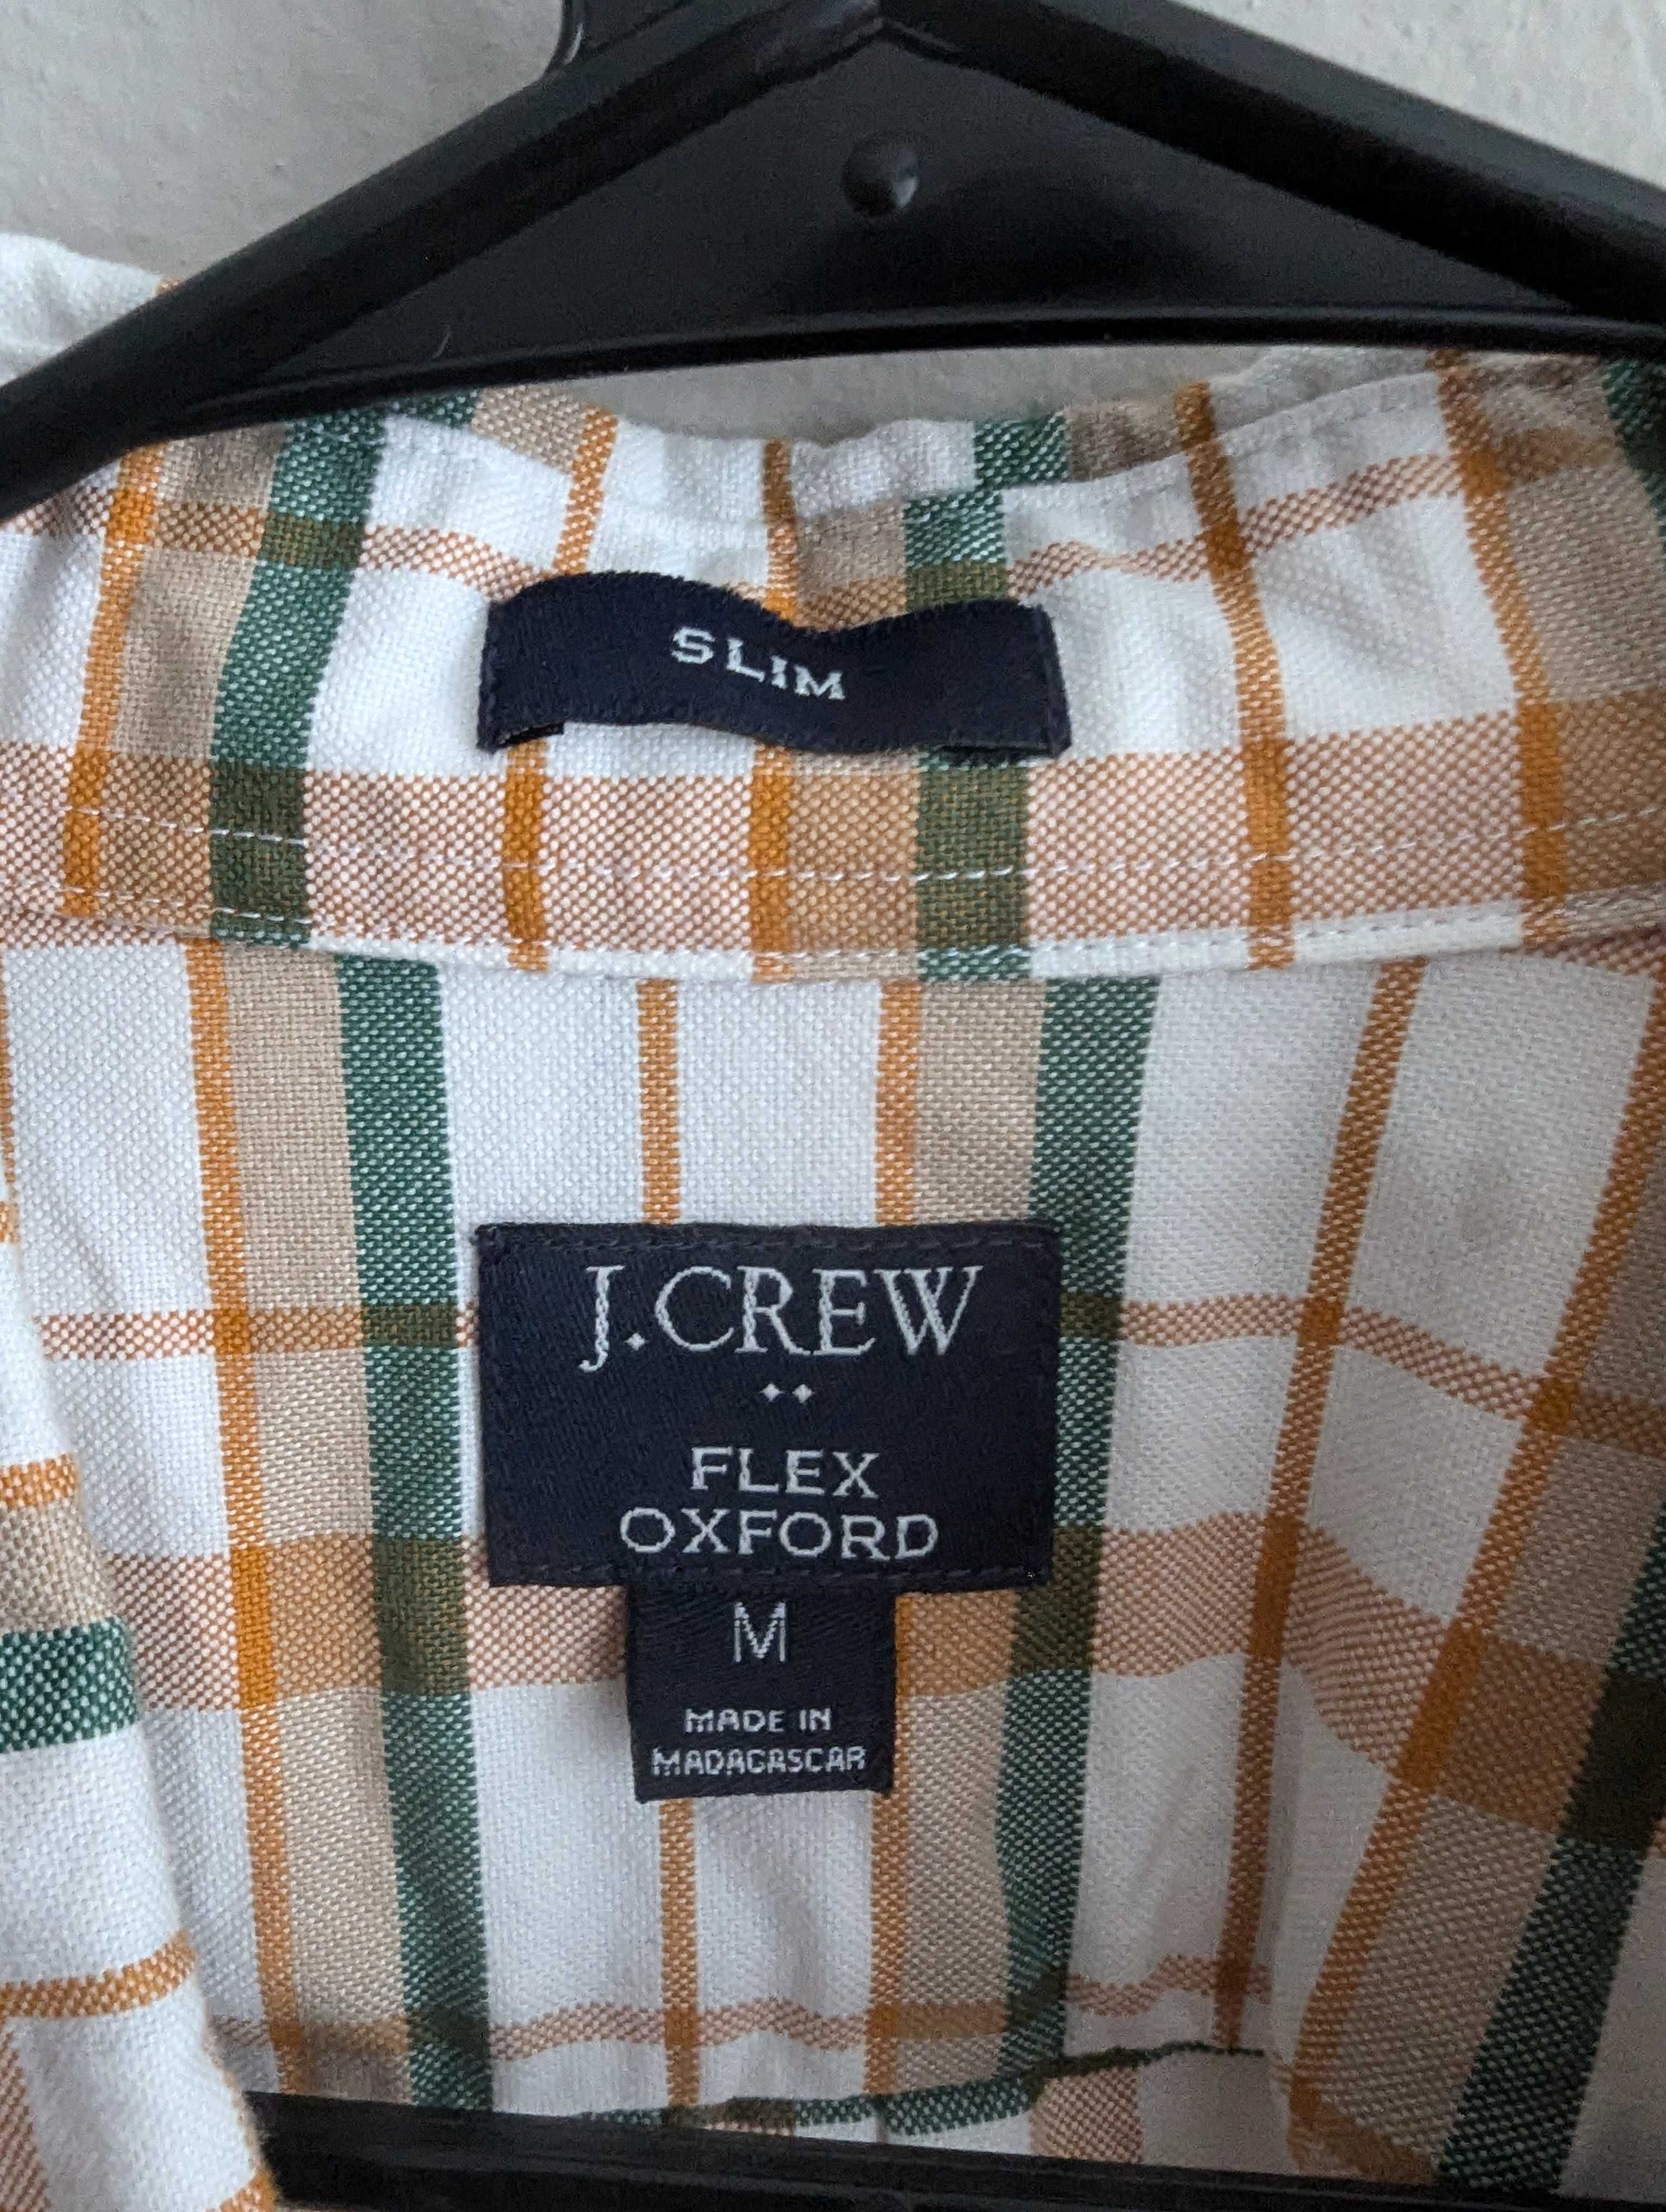 SLIM
J.CREW
FLEX
OXFORD
M
MADE IN
MADAGASCAR